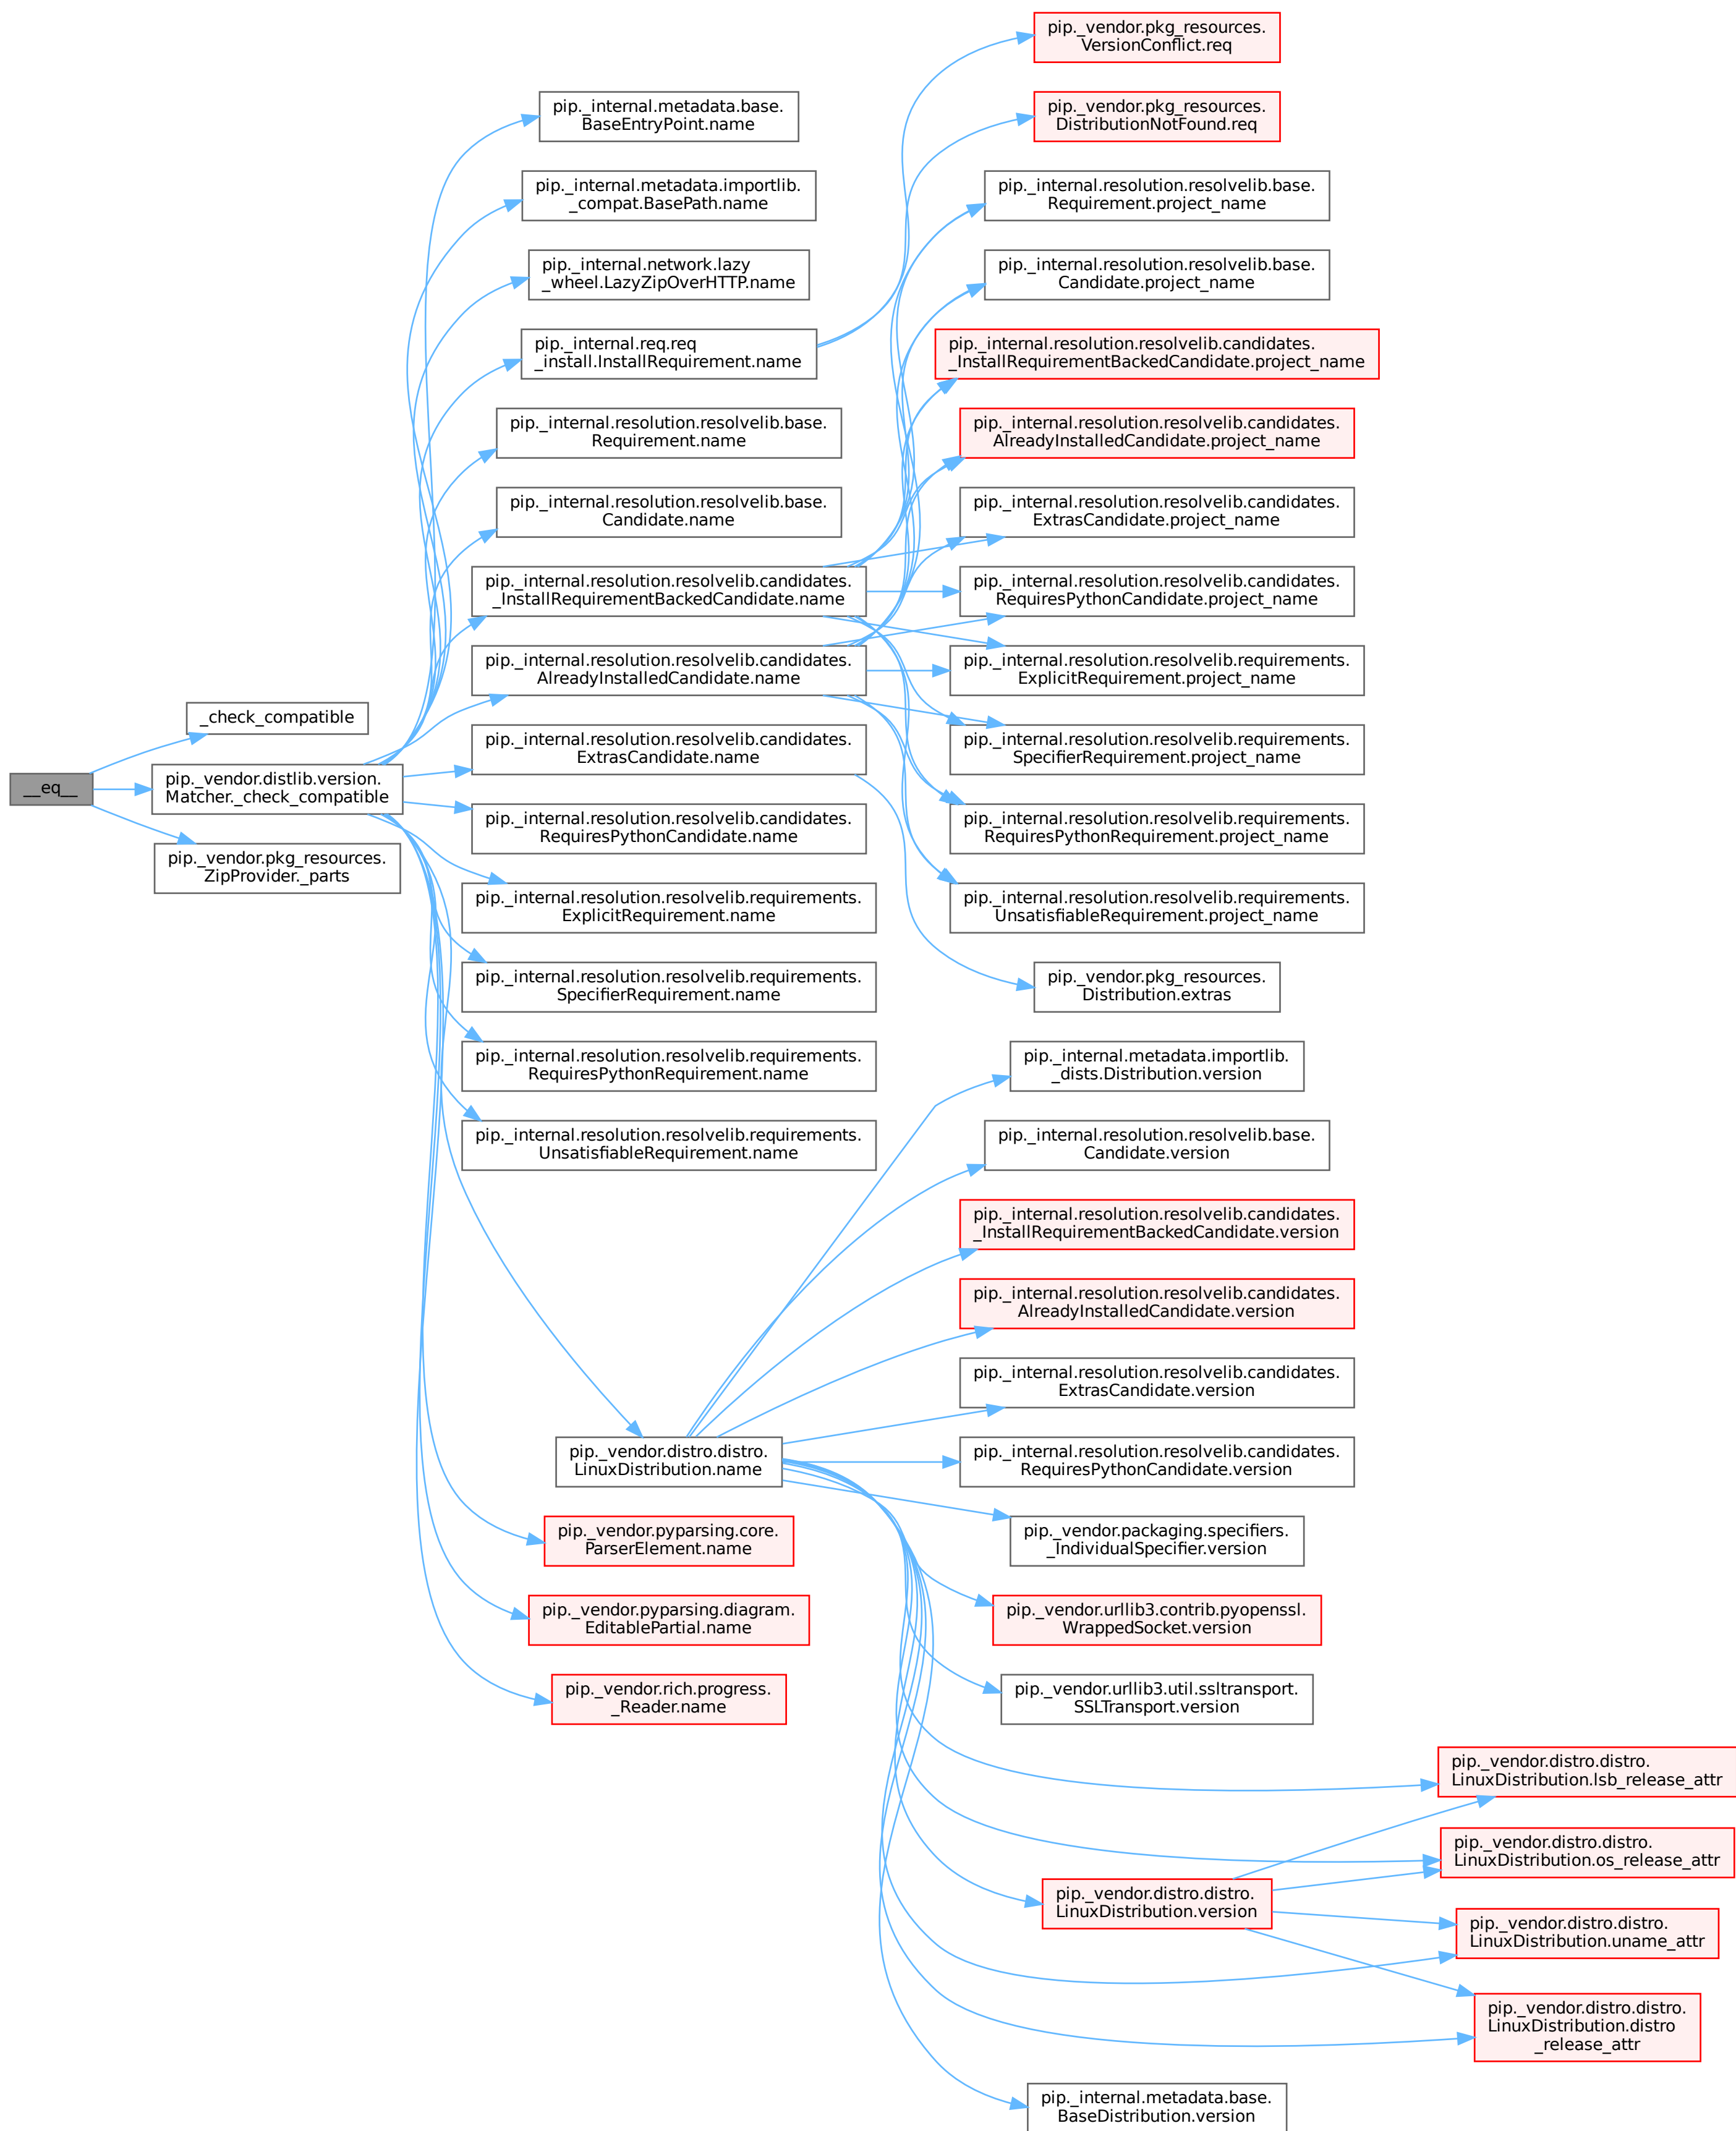 __eq__
_check_compatible
pip._vendor.distlib.version.
Matcher._check_compatible
pip._vendor.pkg_resources.
ZipProvider._parts
pip._internal.metadata.base.
BaseEntryPoint.name
pip._internal.metadata.importlib.
_compat.BasePath.name
pip._internal.network.lazy
_wheel.LazyZipOverHTTP.name
pip._internal.req.req
_install.InstallRequirement.name
pip._internal.resolution.resolvelib.base.
Requirement.name
pip._internal.resolution.resolvelib.base.
Candidate.name
pip._internal.resolution.resolvelib.candidates.
_InstallRequirementBackedCandidate.name
pip._internal.resolution.resolvelib.candidates.
AlreadyInstalledCandidate.name
pip._internal.resolution.resolvelib.candidates.
ExtrasCandidate.name
pip._internal.resolution.resolvelib.candidates.
RequiresPythonCandidate.name
pip._internal.resolution.resolvelib.requirements.
ExplicitRequirement.name
pip._internal.resolution.resolvelib.requirements.
SpecifierRequirement.name
pip._internal.resolution.resolvelib.requirements.
RequiresPythonRequirement.name
pip._internal.resolution.resolvelib.requirements.
UnsatisfiableRequirement.name
pip._vendor.distro.distro.
LinuxDistribution.name
pip._vendor.pyparsing.core.
ParserElement.name
pip._vendor.pyparsing.diagram.
EditablePartial.name
pip._vendor.rich.progress.
_Reader.name
pip._vendor.pkg_resources.
VersionConflict.req
pip._vendor.pkg_resources.
DistributionNotFound.req
pip._internal.resolution.resolvelib.base.
Requirement.project_name
pip._internal.resolution.resolvelib.base.
Candidate.project_name
pip._internal.resolution.resolvelib.candidates.
_InstallRequirementBackedCandidate.project_name
pip._internal.resolution.resolvelib.candidates.
AlreadyInstalledCandidate.project_name
pip._internal.resolution.resolvelib.candidates.
ExtrasCandidate.project_name
pip._internal.resolution.resolvelib.candidates.
RequiresPythonCandidate.project_name
pip._internal.resolution.resolvelib.requirements.
ExplicitRequirement.project_name
pip._internal.resolution.resolvelib.requirements.
SpecifierRequirement.project_name
pip._internal.resolution.resolvelib.requirements.
RequiresPythonRequirement.project_name
pip._internal.resolution.resolvelib.requirements.
UnsatisfiableRequirement.project_name
pip._vendor.pkg_resources.
Distribution.extras
pip._internal.metadata.importlib.
_dists.Distribution.version
pip._internal.resolution.resolvelib.base.
Candidate.version
pip._internal.resolution.resolvelib.candidates.
_InstallRequirementBackedCandidate.version
pip._internal.resolution.resolvelib.candidates.
AlreadyInstalledCandidate.version
pip._internal.resolution.resolvelib.candidates.
ExtrasCandidate.version
pip._internal.resolution.resolvelib.candidates.
RequiresPythonCandidate.version
pip._vendor.packaging.specifiers.
_IndividualSpecifier.version
pip._vendor.urllib3.contrib.pyopenssl.
WrappedSocket.version
pip._vendor.urllib3.util.ssltransport.
SSLTransport.version
pip._vendor.distro.distro.
LinuxDistribution.version
pip._internal.metadata.base.
BaseDistribution.version
pip._vendor.distro.distro.
LinuxDistribution.lsb_release_attr
pip._vendor.distro.distro.
LinuxDistribution.os_release_attr
pip._vendor.distro.distro.
LinuxDistribution.uname_attr
pip._vendor.distro.distro.
LinuxDistribution.distro
_release_attr